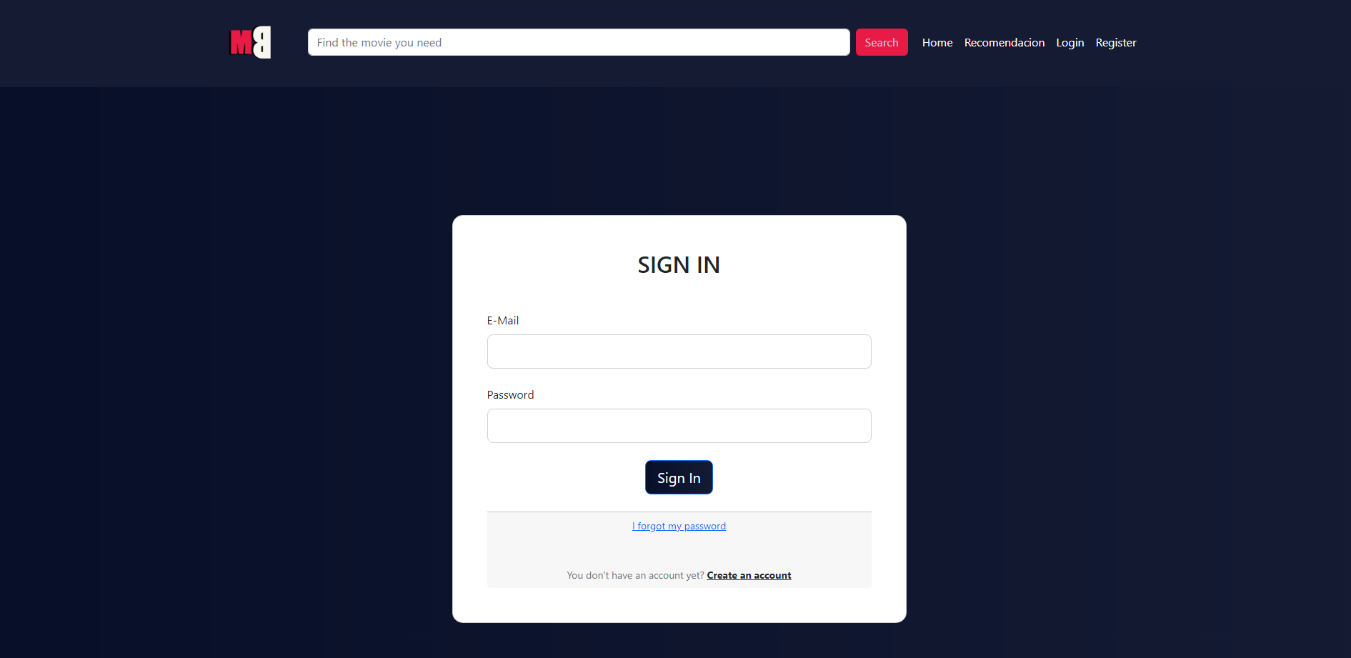 MB
Find the movie you need
Search
Home
Recomendacion
Login
Register
SIGN IN
E-Mail
Password
Sign In
I forgot my password
You don't have an account yet? Create an account